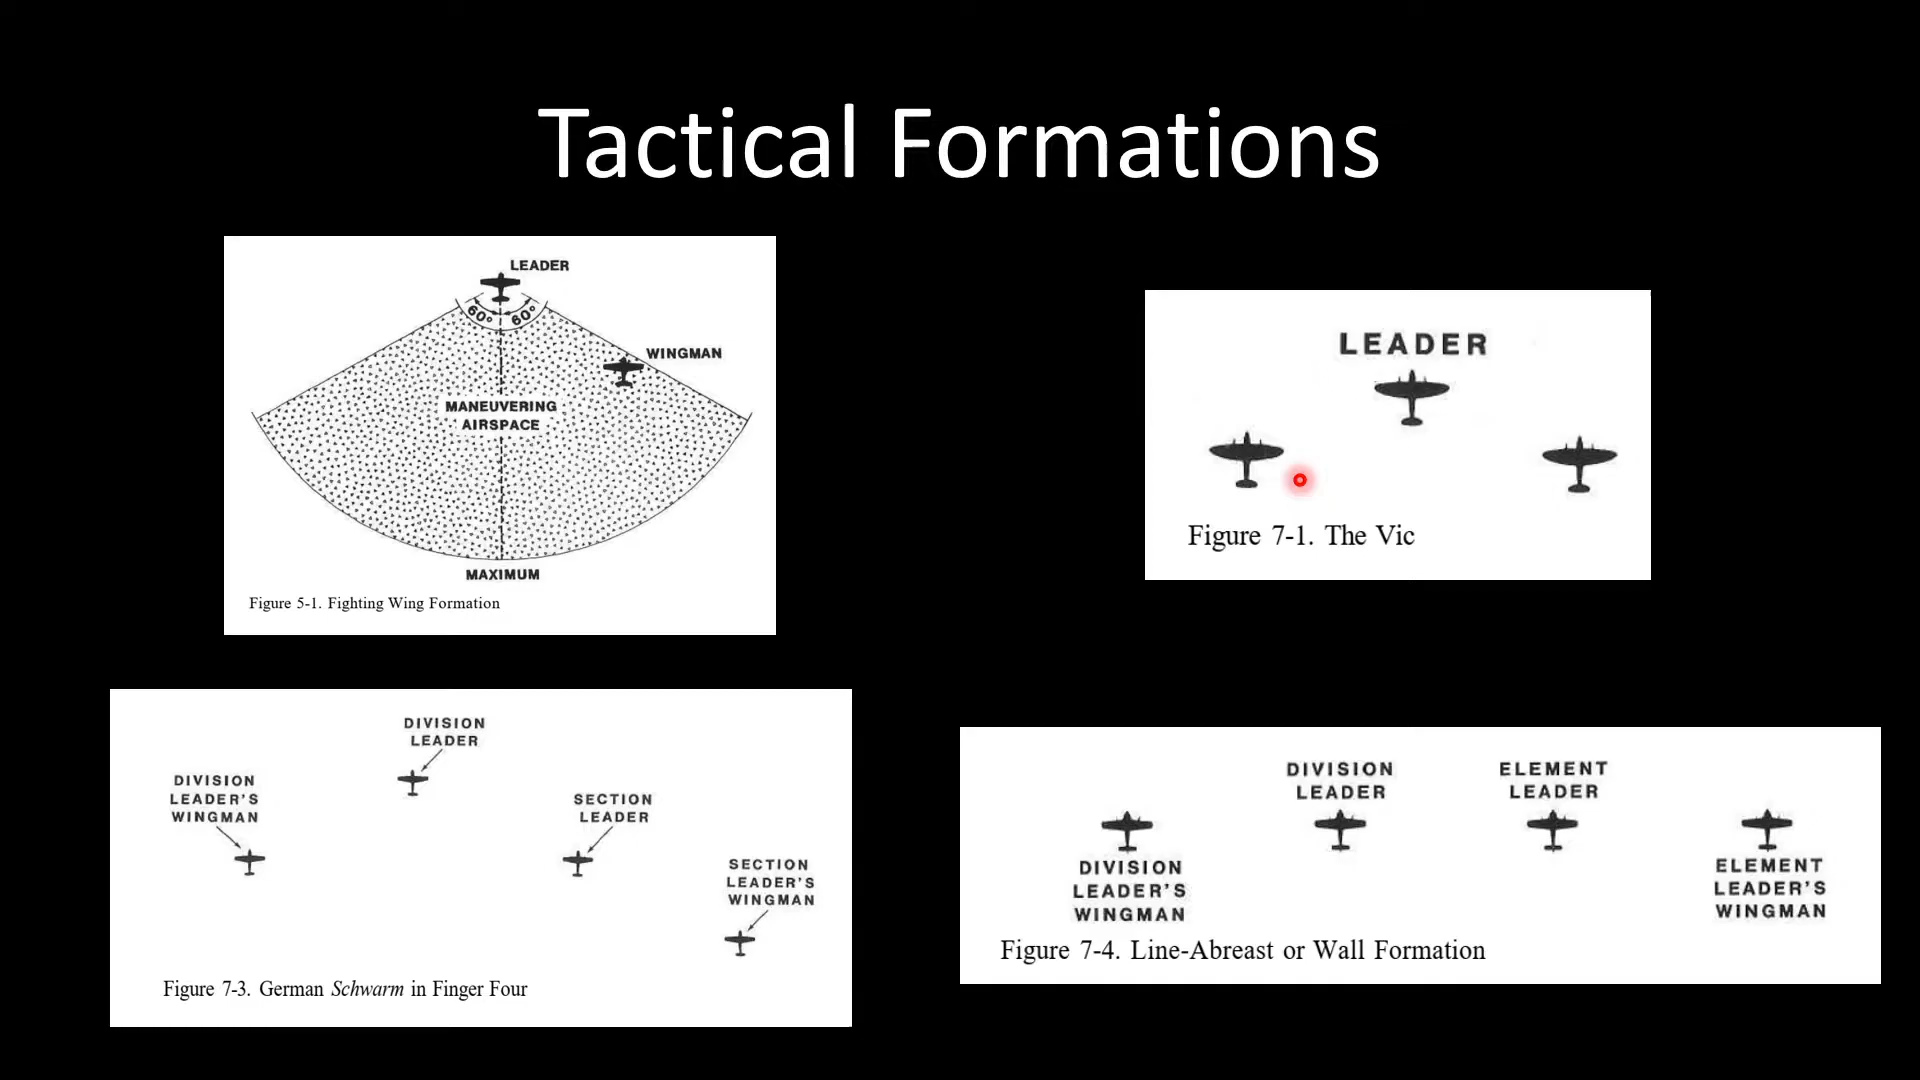 Tactical Formations
LEADER
60° 60°
WINGMAN
MANEUVERING
AIRSPACE
MAXIMUM
Figure 5-1. Fighting Wing Formation
LEADER
Figure 7-1. The Vic
DIVISION
LEADER
DIVISION
LEADER'S
WINGMAN
SECTION
LEADER
SECTION
LEADER'S
WINGMAN
Figure 7-3. German Schwarm in Finger Four
DIVISION
LEADER
ELEMENT
LEADER
DIVISION
LEADER'S
WINGMAN
ELEMENT
LEADER'S
WINGMAN
Figure 7-4. Line-Abreast or Wall Formation